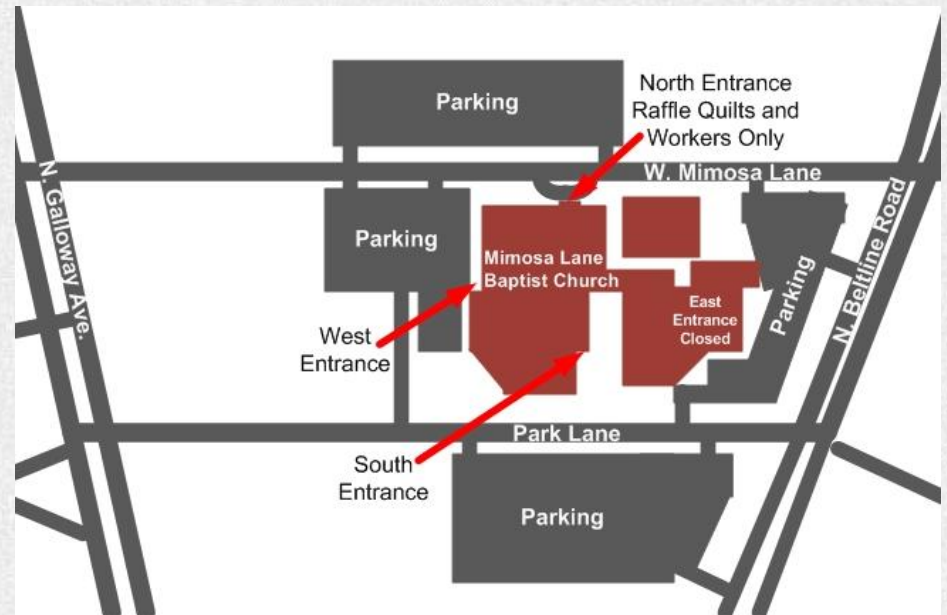 Parking
North Entrance
Raffle Quilts and
Workers Only
W. Mimosa Lane
N. Galloway Ave.
Parking
Mimosa Lane
Baptist Church
East
Entrance
Closed
Parking
N. Beltline Road
West
Entrance
Park Lane
South
Entrance
Parking